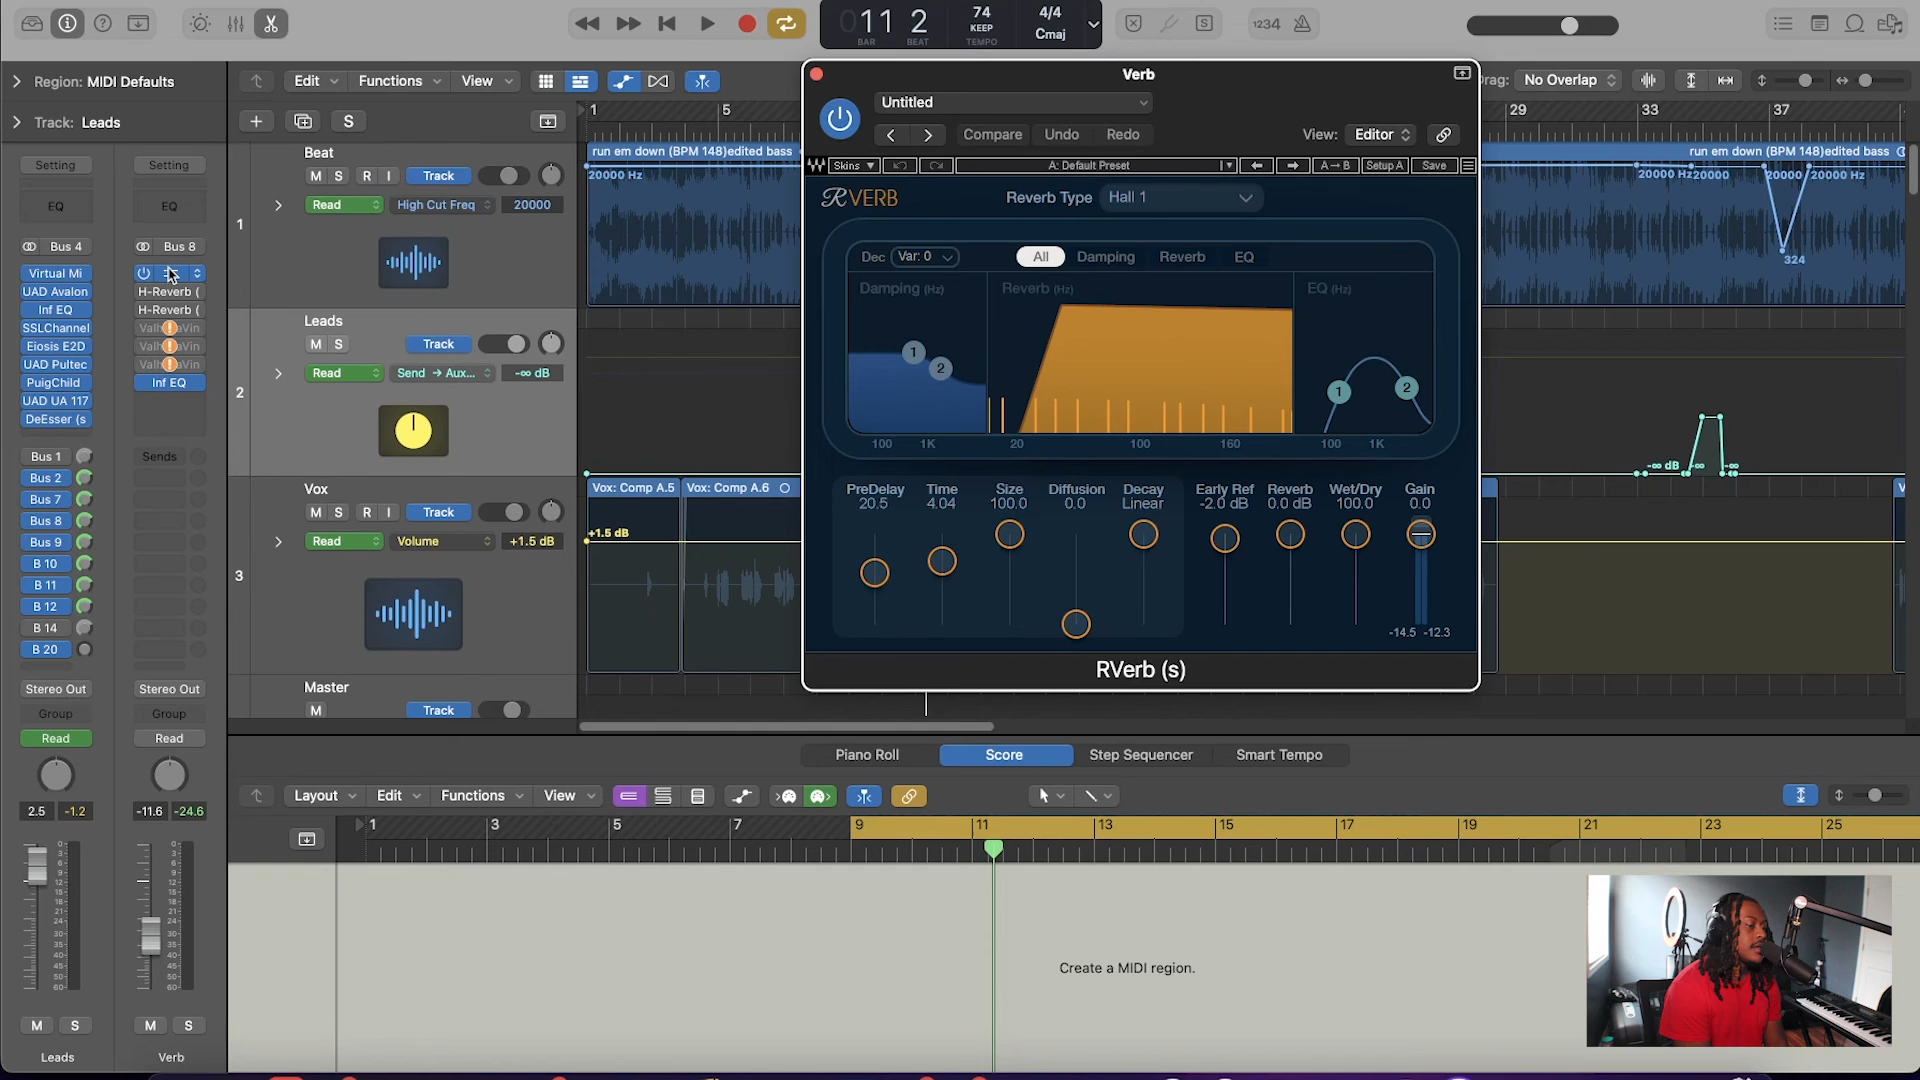 11 2
BAR BEAT
74
KEEP
TEMPO
4/4
Cmaj
1234
Region: MIDI Defaults
Track: Leads
Edit Functions View
Drag: No Overlap
S
1 5 29 33 37
Setting Setting
EQ EQ
Bus 4 Bus 8
Virtual Mi
UAD Avalon H-Reverb (
Inf EQ H-Reverb (
SSLChannel
Eiosis E2D
UAD Pultec
PuigChild Inf EQ
UAD UA 117
DeEsser (s
Bus 1 Sends
Bus 2
Bus 7
Bus 8
Bus 9
B 10
B 11
B 12
B 14
B 20
Stereo Out Stereo Out
Group Group
Read Read
2.5 -1.2 -11.6 -24.6
M S M S
Leads Verb
1
Beat
M S R I Track
Read High Cut Freq 20000
2
Leads
M S Track
Read Send → Aux... -∞ dB
3
Vox
M S R I Track
Read Volume +1.5 dB
Master
M Track
run em down (BPM 148)edited bass
20000 Hz
run em down (BPM 148)edited bass
20000 Hz 20000 20000 20000 Hz
324
-∞ dB -∞ -∞
Vox: Comp A.5 Vox: Comp A.6
+1.5 dB
Verb
Untitled
Compare Undo Redo View: Editor
Skins A: Default Preset A→B Setup A Save
RVERB Reverb Type Hall 1
Dec Var: 0 All Damping Reverb EQ
Damping (Hz) Reverb (Hz) EQ (Hz)
1 2 1 2
100 1K 20 100 160 100 1K
PreDelay Time Size Diffusion Decay Early Ref Reverb Wet/Dry Gain
20.5 4.04 100.0 0.0 Linear -2.0 dB 0.0 dB 100.0 0.0
-14.5 -12.3
RVerb (s)
Piano Roll Score Step Sequencer Smart Tempo
Layout Edit Functions View
1 3 5 7 9 11 13 15 17 19 21 23 25
Create a MIDI region.